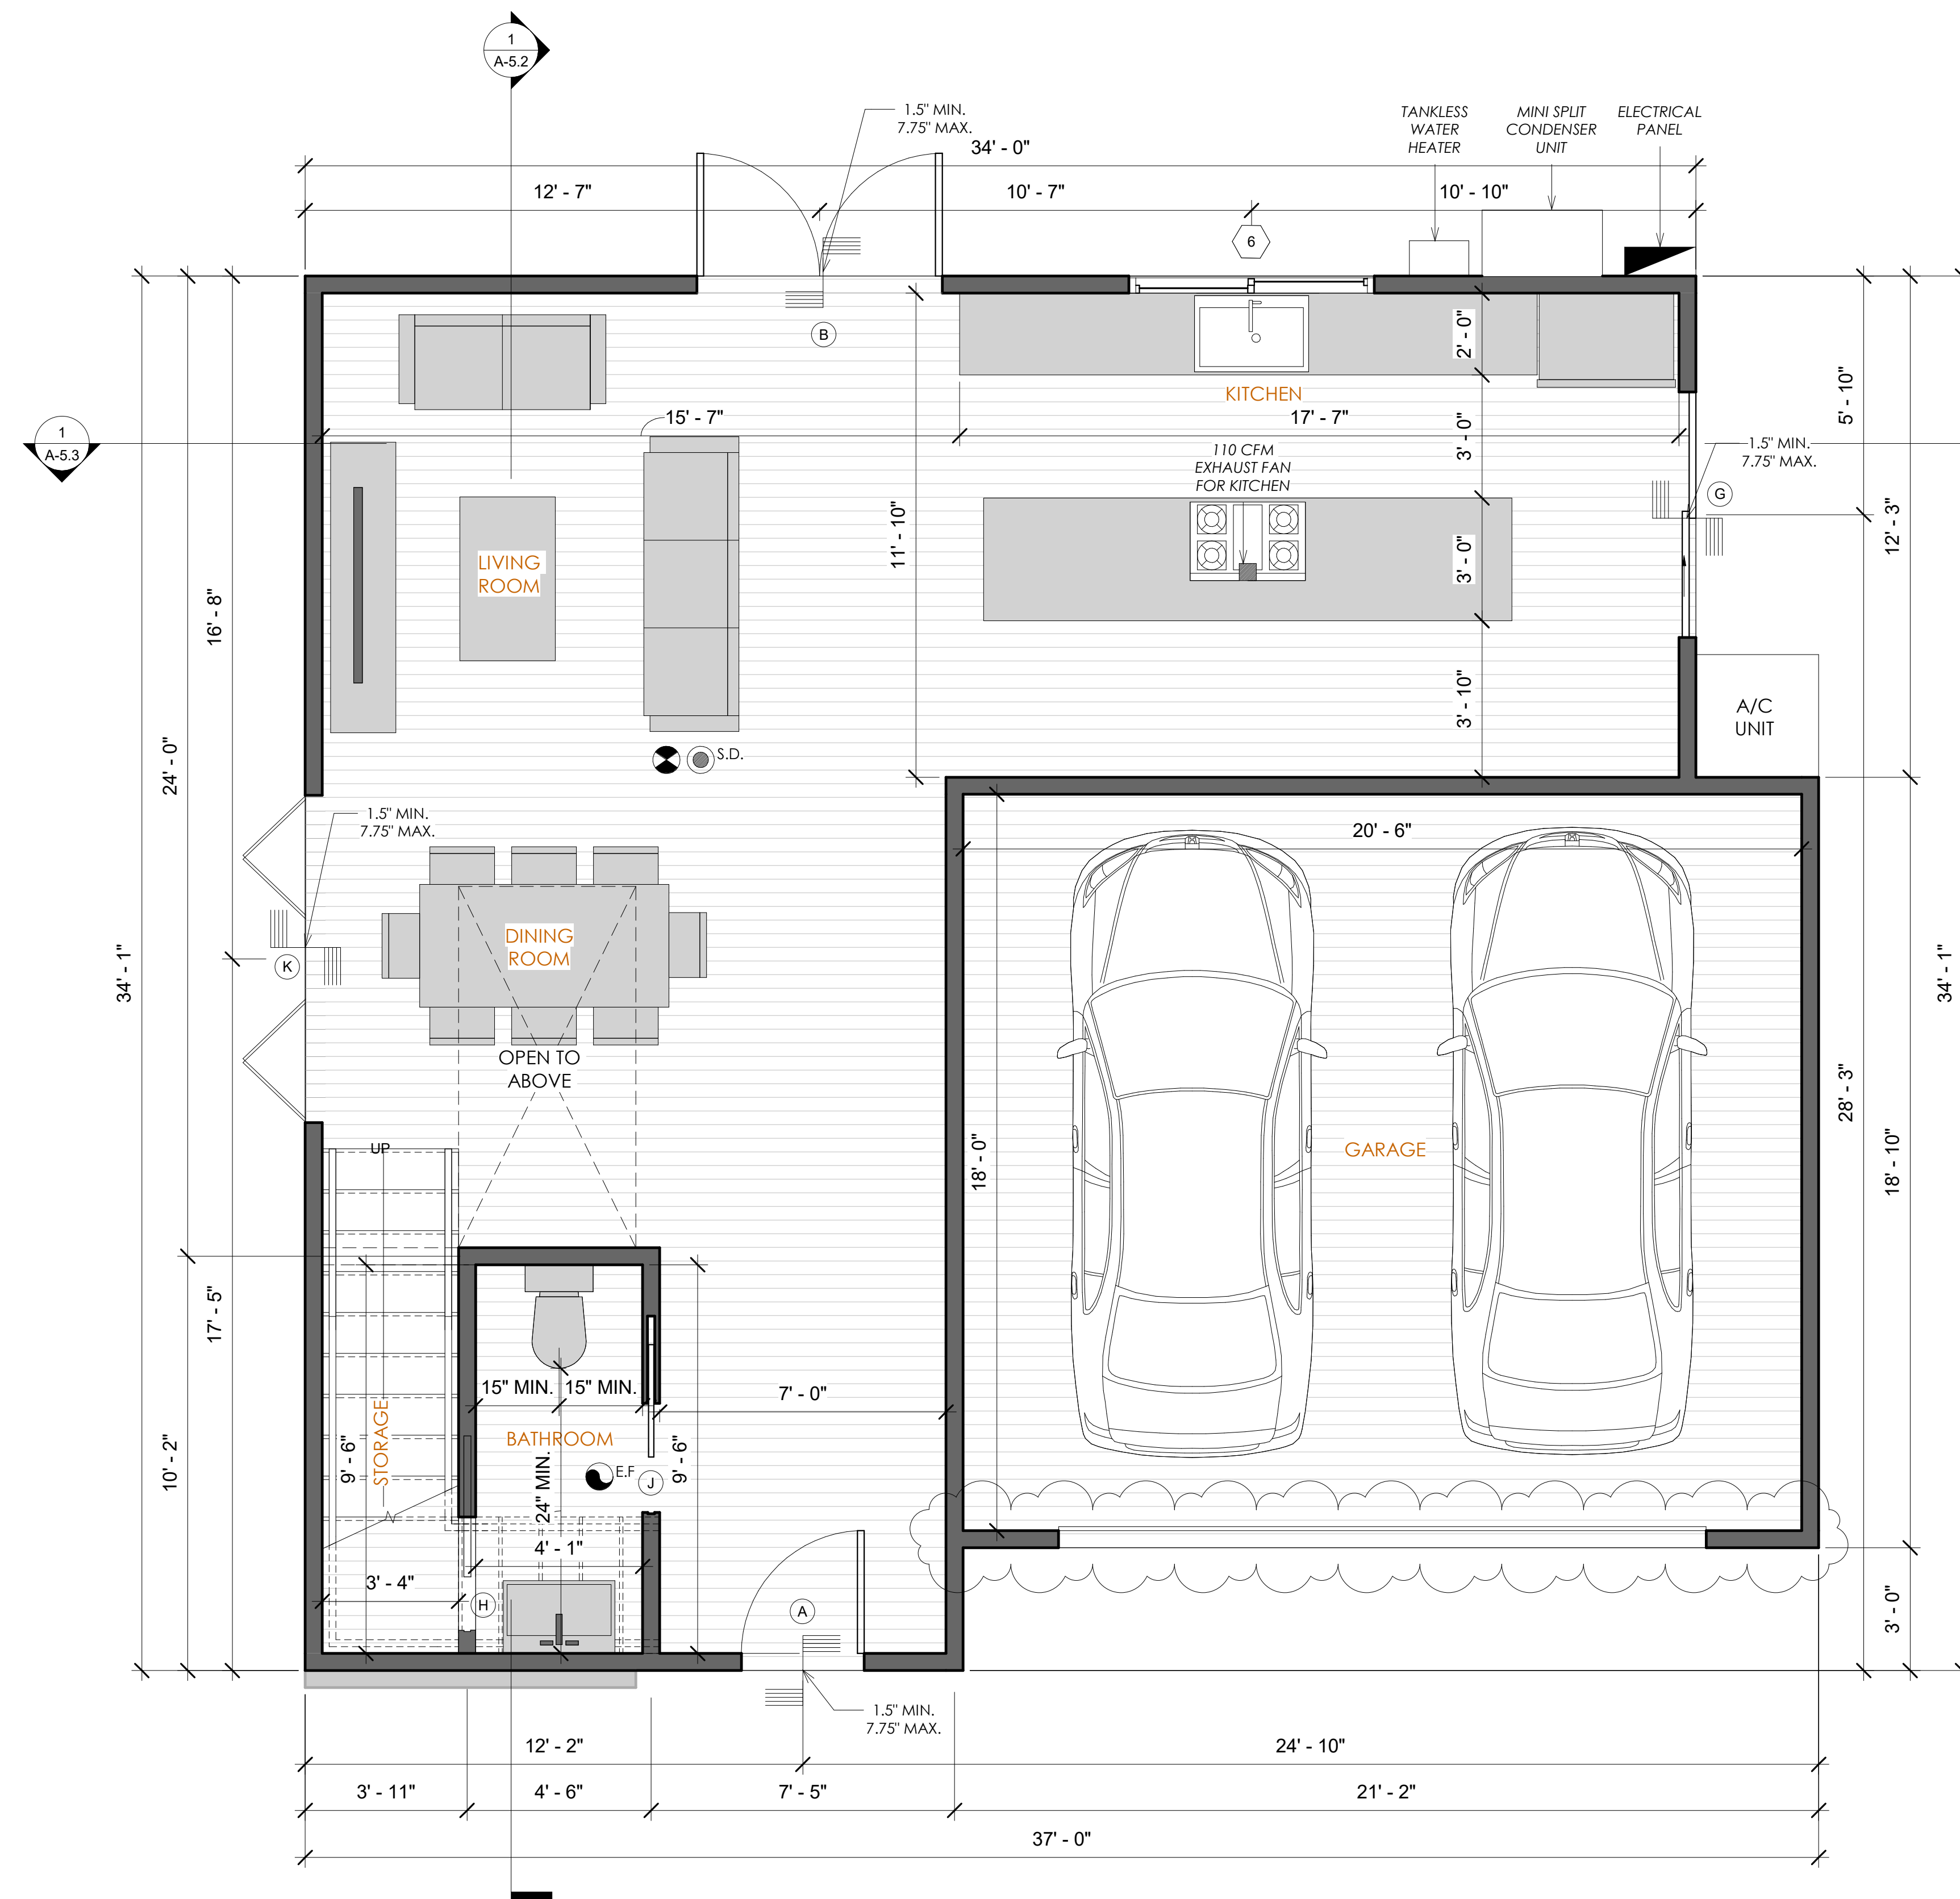 1
A-5.2
1.5" MIN.
7.75" MAX.
TANKLESS
WATER
HEATER
MINI SPLIT
CONDENSER
UNIT
ELECTRICAL
PANEL
34' - 0"
12' - 7"
10' - 7"
10' - 10"
6
B
2' - 0"
KITCHEN
15' - 7"
17' - 7"
3' - 0"
5' - 10"
1
A-5.3
110 CFM
EXHAUST FAN
FOR KITCHEN
1.5" MIN.
7.75" MAX.
G
11' - 10"
12' - 3"
LIVING
ROOM
3' - 0"
16' - 8"
3' - 10"
A/C
UNIT
24' - 0"
S.D.
1.5" MIN.
7.75" MAX.
20' - 6"
DINING
ROOM
K
34' - 1"
34' - 1"
OPEN TO
ABOVE
28' - 3"
UP
18' - 0"
GARAGE
18' - 10"
17' - 5"
15" MIN.
15" MIN.
7' - 0"
STORAGE
BATHROOM
10' - 2"
9' - 6"
24" MIN.
E.F
J
9' - 6"
4' - 1"
3' - 4"
H
A
3' - 0"
1.5" MIN.
7.75" MAX.
12' - 2"
24' - 10"
3' - 11"
4' - 6"
7' - 5"
21' - 2"
37' - 0"